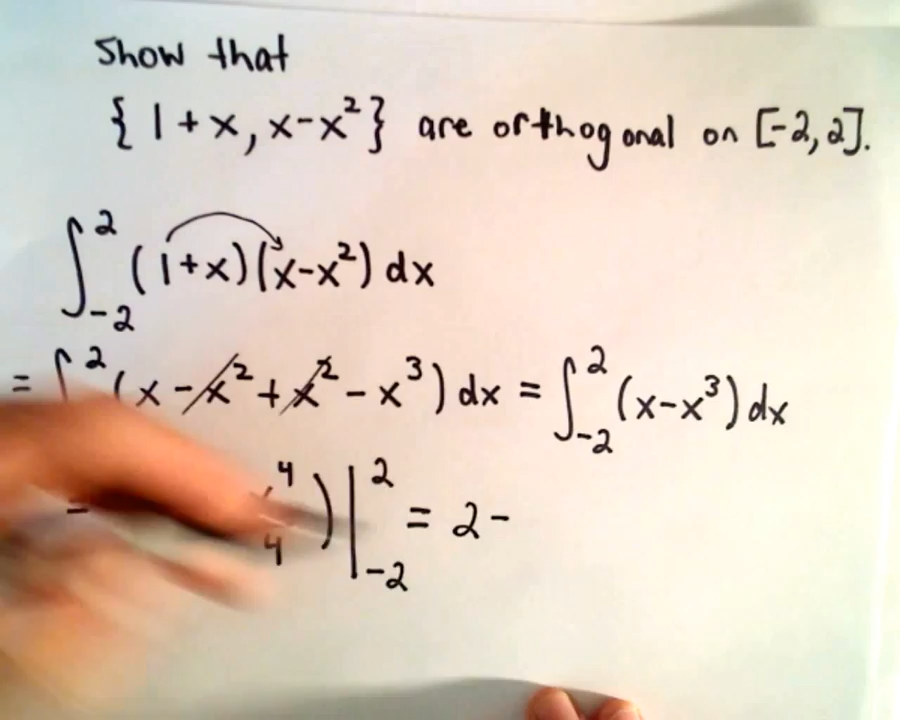 Show that
{ 1 + x, x - x² } are orthogonal on [-2, 2].
∫₋₂² (1+x)(x-x²) dx
= ∫² (x - x² + x² - x³) dx = ∫₋₂² (x-x³) dx
= ⁴ 4 ) |₋₂² = 2 -